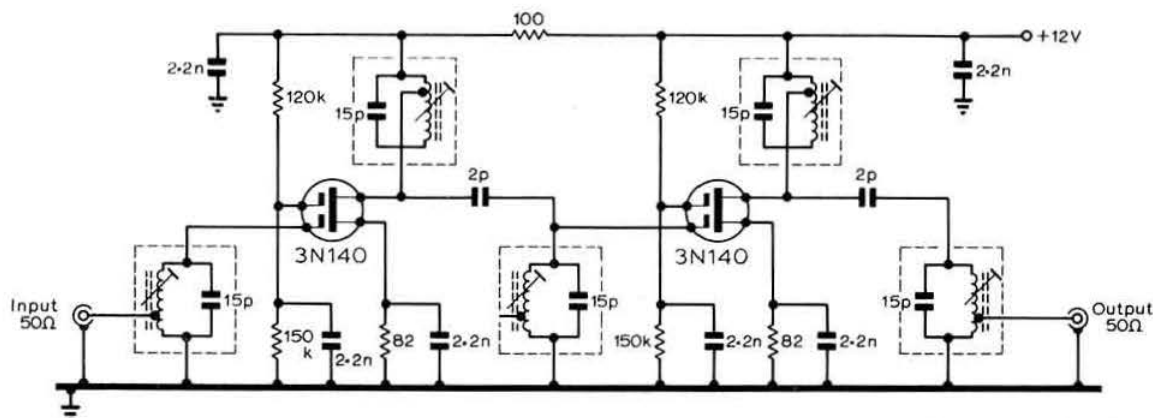 100
+12V
2·2n
120k
15p
120k
15p
2·2n
2p
2p
3N140
3N140
Input
50Ω
15p
150
k
2·2n
82
2·2n
15p
150k
2·2n
82
2·2n
15p
Output
50Ω